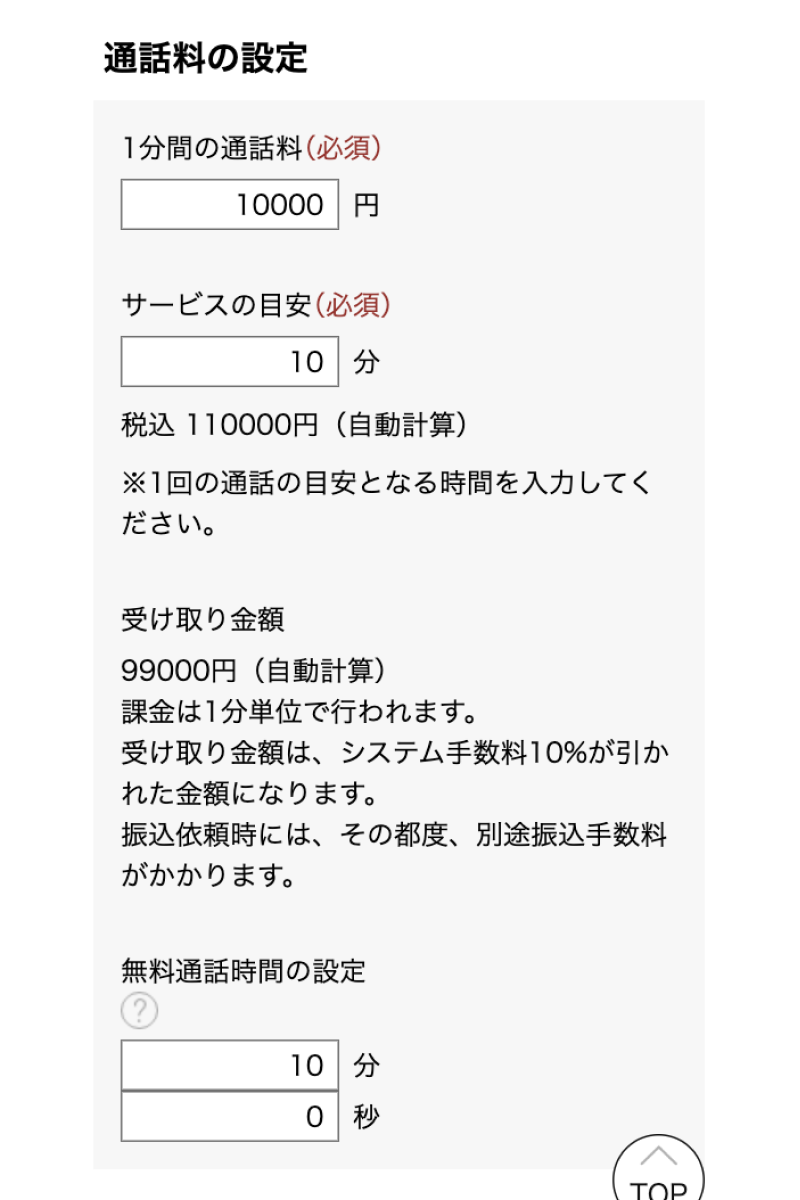 通話料の設定
1分間の通話料(必須)
10000 円
サービスの目安(必須)
10 分
税込 110000円（自動計算）
※1回の通話の目安となる時間を入力してく
ださい。
受け取り金額
99000円（自動計算）
課金は1分単位で行われます。
受け取り金額は、システム手数料10%が引か
れた金額になります。
振込依頼時には、その都度、別途振込手数料
がかかります。
無料通話時間の設定
?
10 分
0 秒
TOP